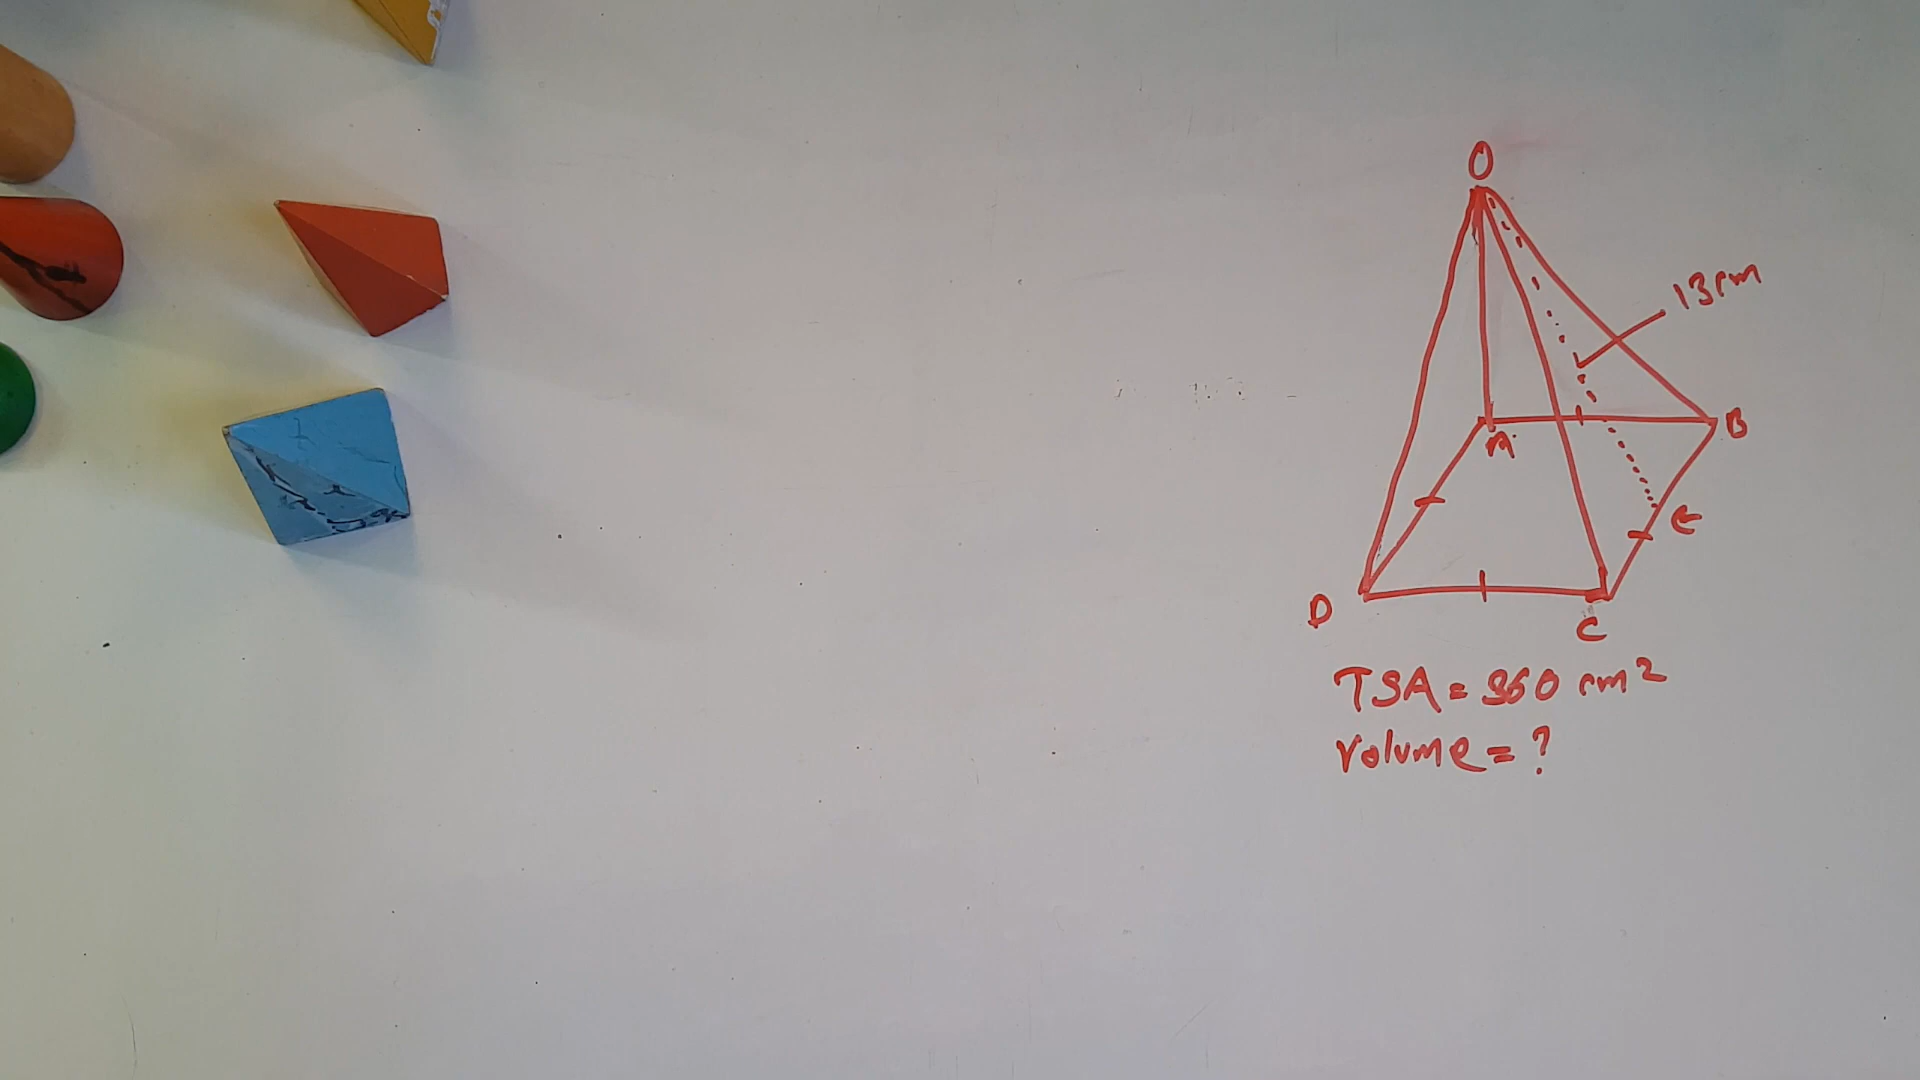 O
13cm
A
B
E
D
C
TSA = 360 cm²
Volume = ?